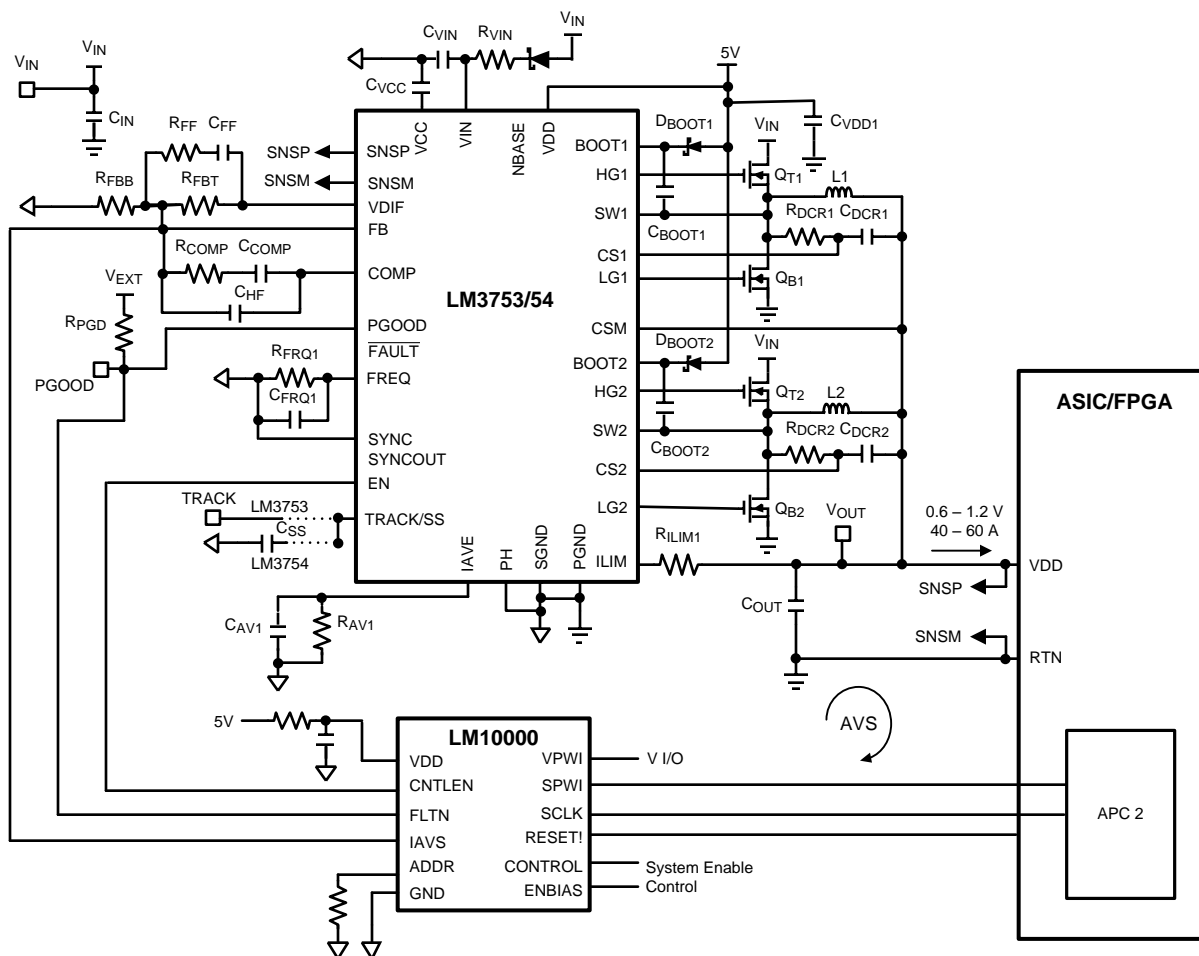 VIN
VIN
CIN
CVIN
RVIN
VIN
CVCC
5V
VCC
VIN
NBASE
VDD
RFF
CFF
SNSP
SNSP
SNSM
SNSM
RFBB
RFBT
VDIF
FB
RCOMP
CCOMP
COMP
CHF
VEXT
RPGD
PGOOD
PGOOD
FAULT
RFRQ1
FREQ
CFRQ1
SYNC
SYNCOUT
EN
TRACK
LM3753
TRACK/SS
CSS
LM3754
LM3753/54
IAVE
PH
SGND
PGND
ILIM
CAV1
RAV1
BOOT1
DBOOT1
CVDD1
HG1
VIN
QT1
L1
SW1
CBOOT1
RDCR1
CDCR1
CS1
LG1
QB1
CSM
BOOT2
DBOOT2
VIN
HG2
QT2
L2
SW2
CBOOT2
RDCR2
CDCR2
CS2
LG2
QB2
RILIM1
VOUT
0.6 – 1.2 V
40 – 60 A
COUT
SNSP
SNSM
ASIC/FPGA
VDD
RTN
AVS
APC 2
5V
LM10000
VDD
CNTLEN
FLTN
IAVS
ADDR
GND
VPWI
V I/O
SPWI
SCLK
RESET!
CONTROL
System Enable
ENBIAS
Control